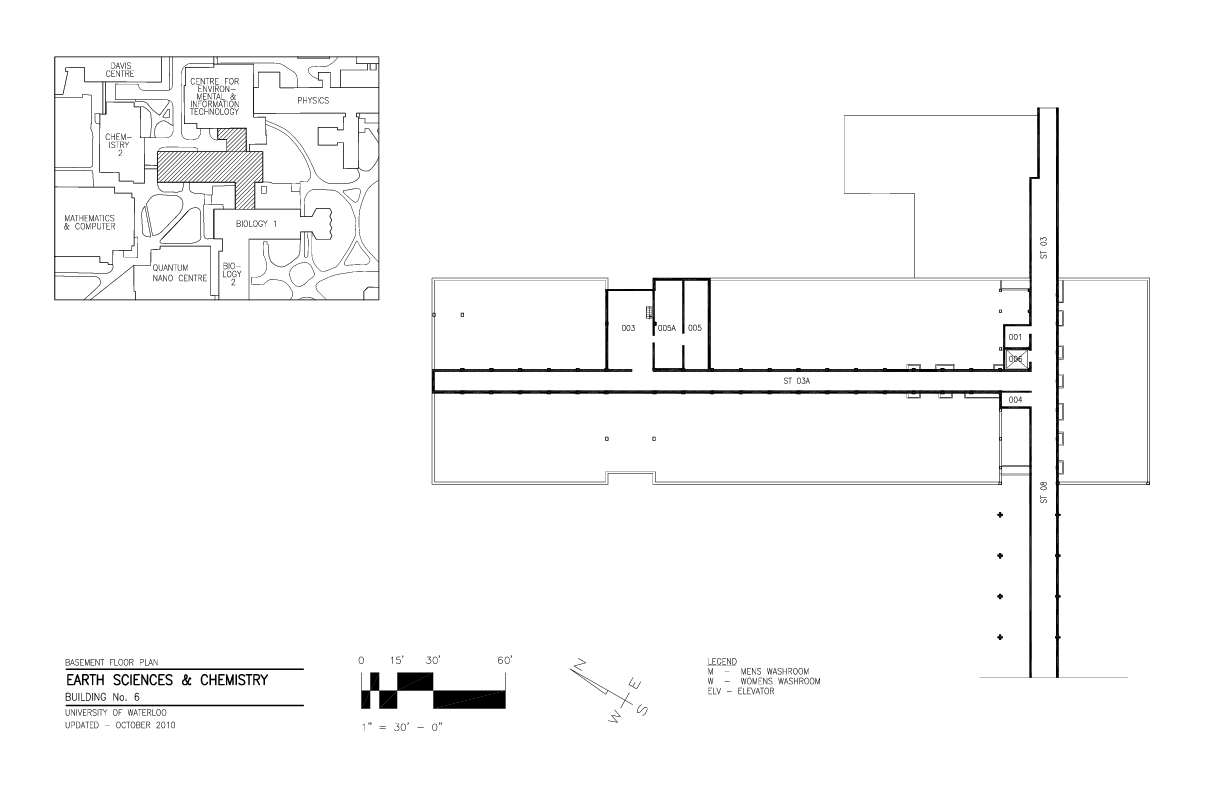 DAVIS
CENTRE
CENTRE FOR
ENVIRON-
MENTAL &
INFORMATION
TECHNOLOGY
PHYSICS
CHEM-
ISTRY
2
MATHEMATICS
& COMPUTER
BIOLOGY 1
QUANTUM
NANO CENTRE
BIO-
LOGY
2
ST 03
003
005A
005
001
006
ST 03A
004
ST 08
BASEMENT FLOOR PLAN
EARTH SCIENCES & CHEMISTRY
BUILDING No. 6
UNIVERSITY OF WATERLOO
UPDATED - OCTOBER 2010
0 15' 30' 60'
1" = 30' - 0"
N
E
W
S
LEGEND
M - MENS WASHROOM
W - WOMENS WASHROOM
ELV - ELEVATOR